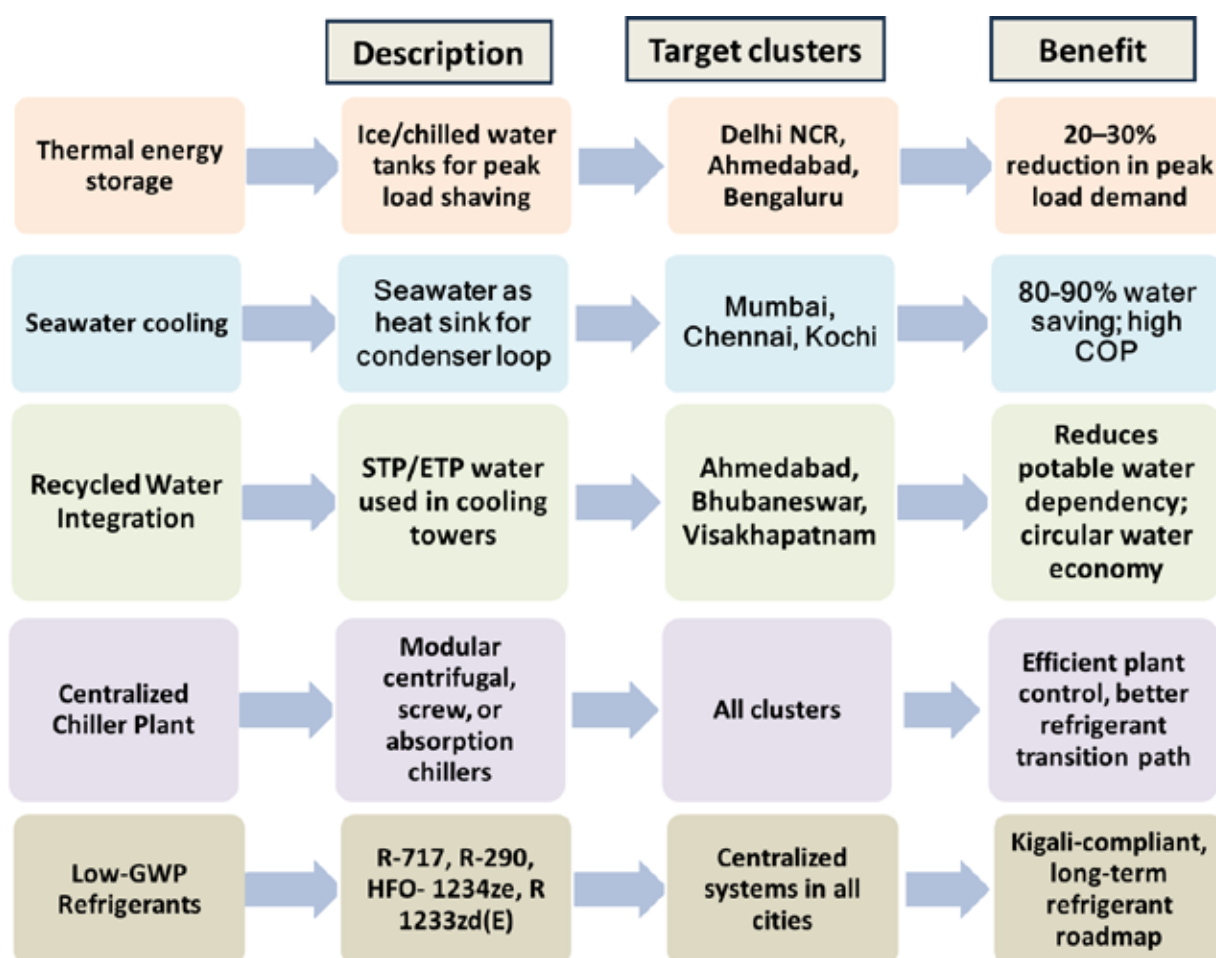 Description
Target clusters
Benefit
Thermal energy
storage
Ice/chilled water
tanks for peak
load shaving
Delhi NCR,
Ahmedabad,
Bengaluru
20–30%
reduction in peak
load demand
Seawater cooling
Seawater as
heat sink for
condenser loop
Mumbai,
Chennai, Kochi
80-90% water
saving; high
COP
Recycled Water
Integration
STP/ETP water
used in cooling
towers
Ahmedabad,
Bhubaneswar,
Visakhapatnam
Reduces
potable water
dependency;
circular water
economy
Centralized
Chiller Plant
Modular
centrifugal,
screw, or
absorption
chillers
All clusters
Efficient plant
control, better
refrigerant
transition path
Low-GWP
Refrigerants
R-717, R-290,
HFO- 1234ze, R
1233zd(E)
Centralized
systems in all
cities
Kigali-compliant,
long-term
refrigerant
roadmap